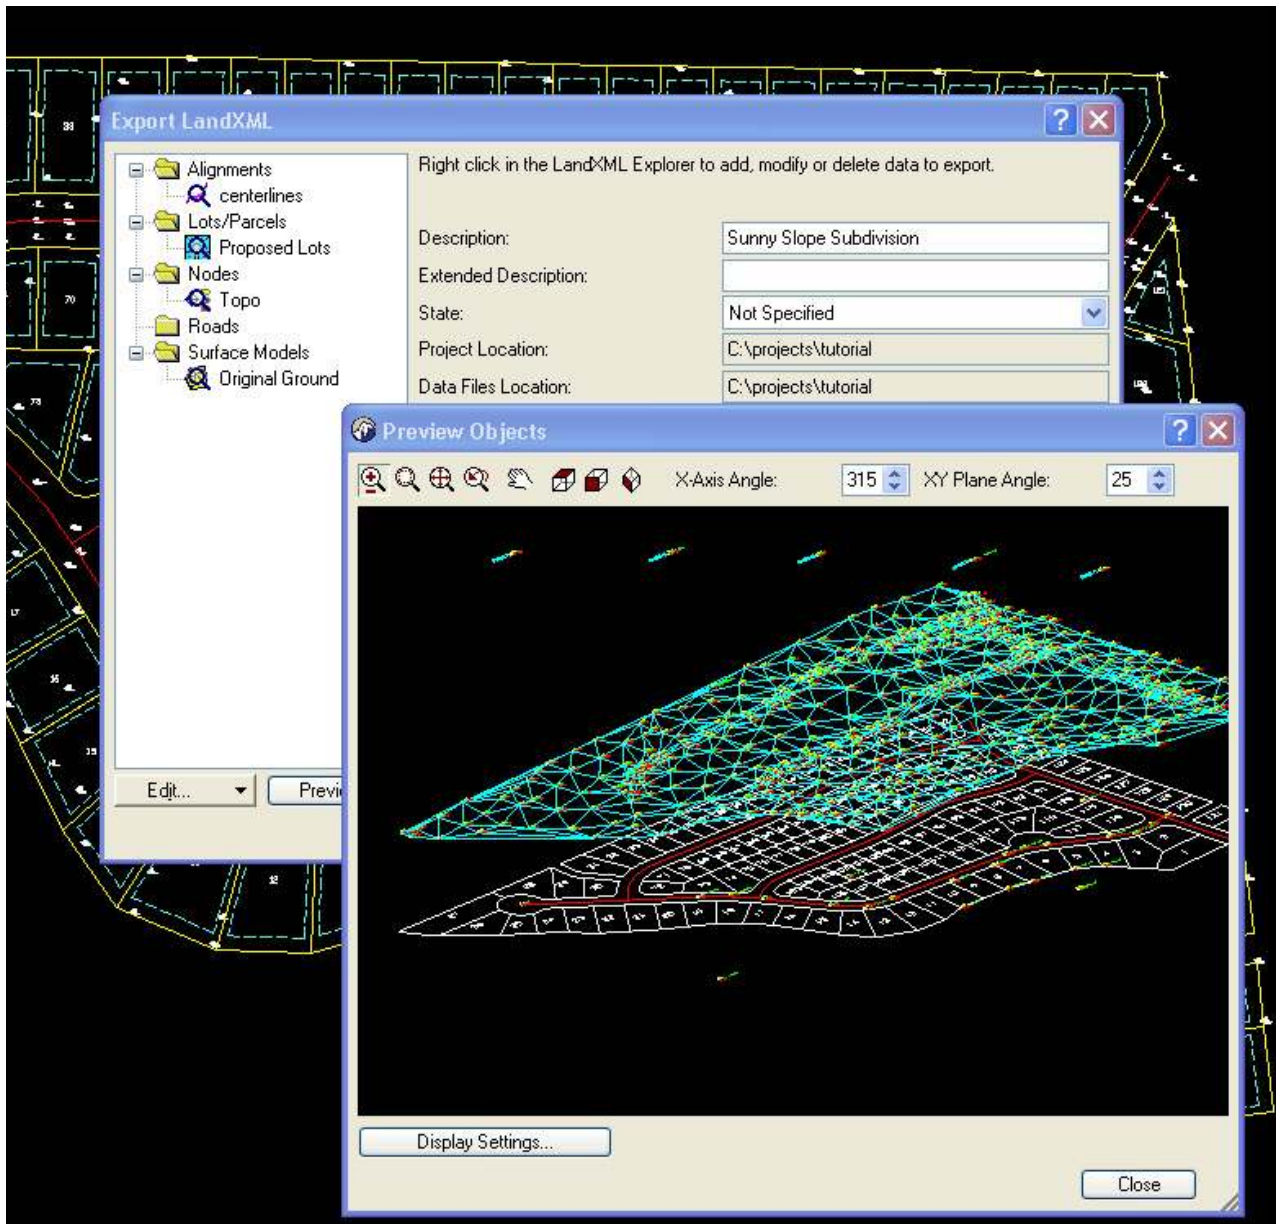 Export LandXML
Alignments
centerlines
Lots/Parcels
Proposed Lots
Nodes
Topo
Roads
Surface Models
Original Ground
Right click in the LandXML Explorer to add, modify or delete data to export.
Description: Sunny Slope Subdivision
Extended Description:
State: Not Specified
Project Location: C:\projects\tutorial
Data Files Location: C:\projects\tutorial
Edit...
Previ
Preview Objects
X-Axis Angle: 315 XY Plane Angle: 25
Display Settings...
Close
70